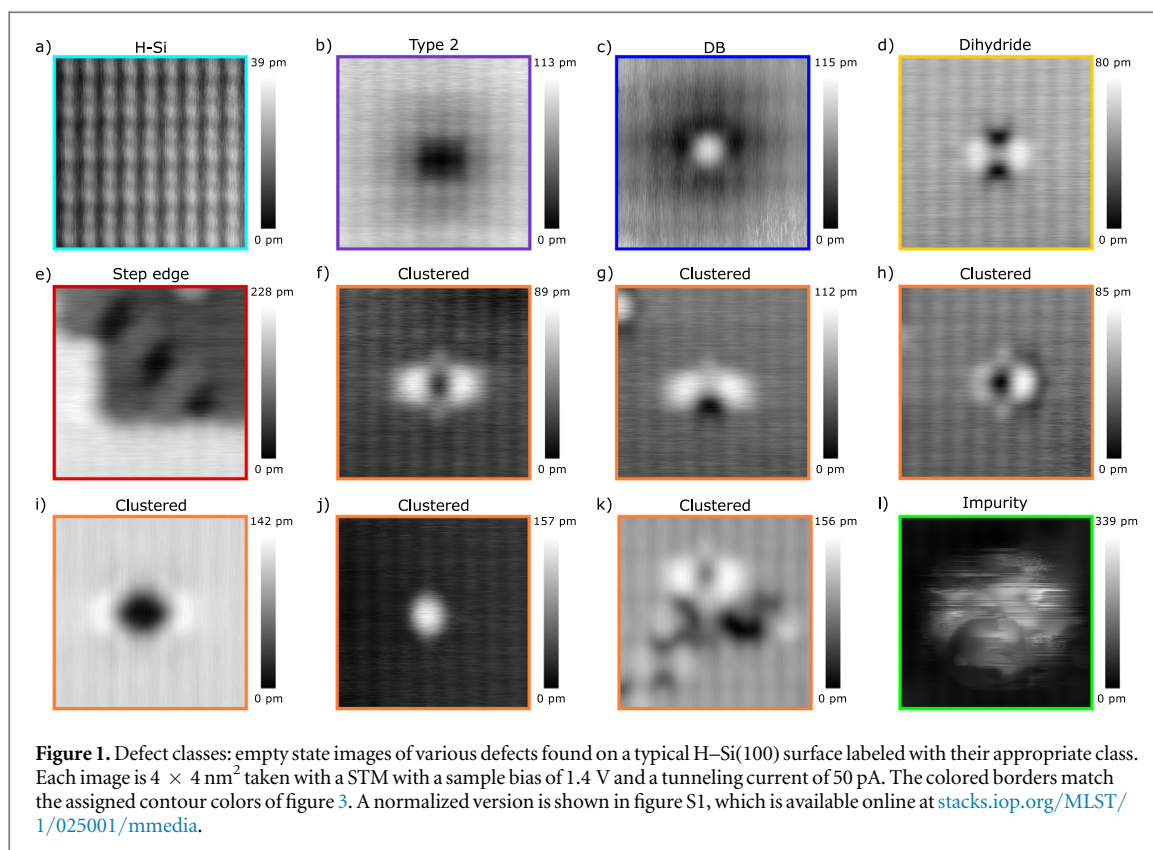 a) H-Si 39 pm 0 pm
b) Type 2 113 pm 0 pm
c) DB 115 pm 0 pm
d) Dihydride 80 pm 0 pm
e) Step edge 228 pm 0 pm
f) Clustered 89 pm 0 pm
g) Clustered 112 pm 0 pm
h) Clustered 85 pm 0 pm
i) Clustered 142 pm 0 pm
j) Clustered 157 pm 0 pm
k) Clustered 156 pm 0 pm
l) Impurity 339 pm 0 pm
Figure 1. Defect classes: empty state images of various defects found on a typical H–Si(100) surface labeled with their appropriate class.
Each image is 4 × 4 nm² taken with a STM with a sample bias of 1.4 V and a tunneling current of 50 pA. The colored borders match
the assigned contour colors of figure 3. A normalized version is shown in figure S1, which is available online at stacks.iop.org/MLST/
1/025001/mmedia.